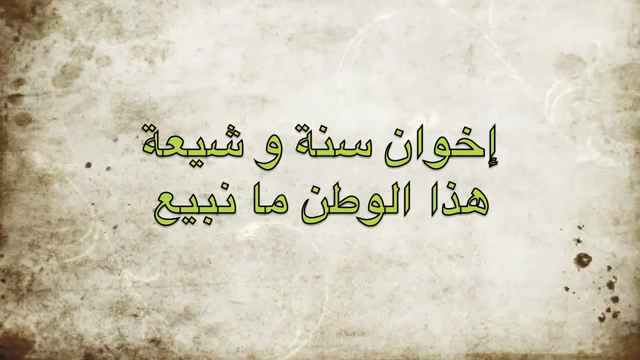 إخوان سنة و شيعة
هذا الوطن ما نبيع